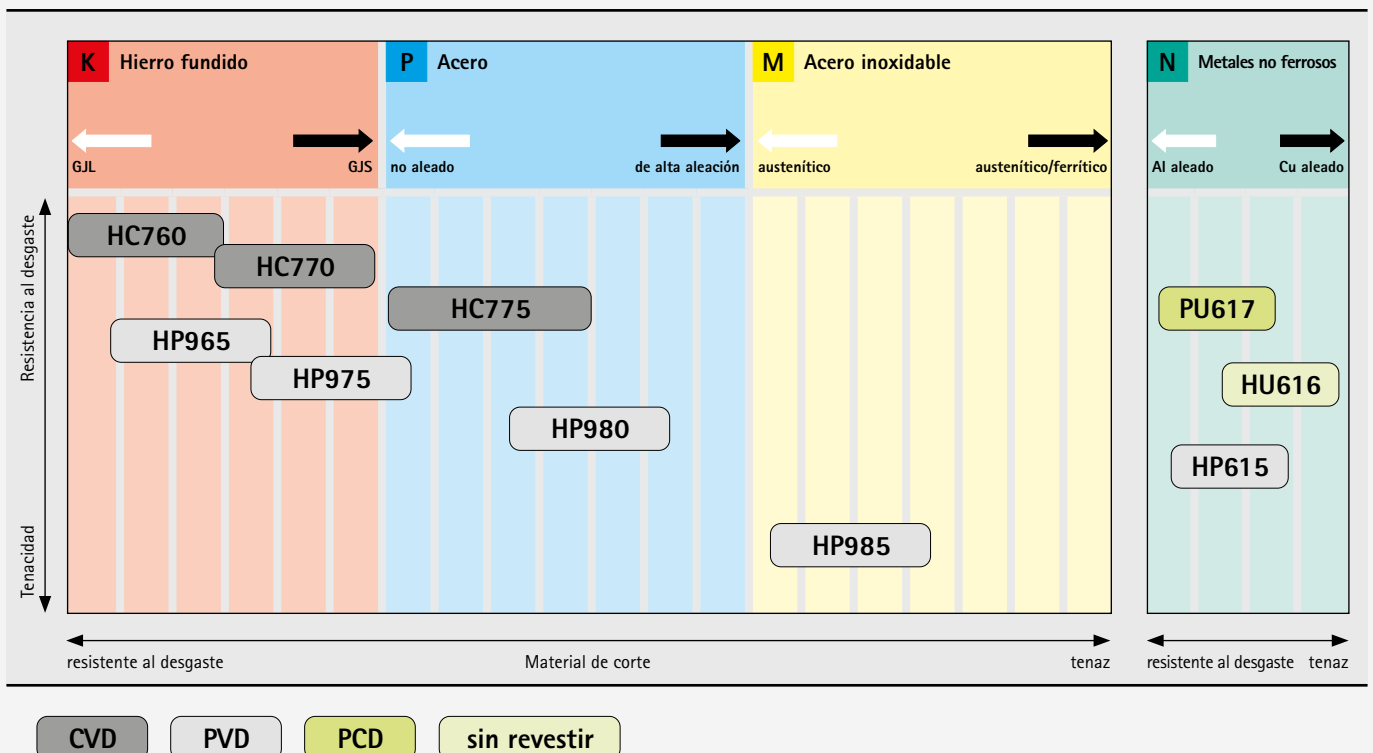 K Hierro fundido
P Acero
M Acero inoxidable
N Metales no ferrosos
GJL
GJS
no aleado
de alta aleación
austenítico
austenítico/ferrítico
Al aleado
Cu aleado
Resistencia al desgaste
Tenacidad
HC760
HC770
HC775
HP965
HP975
HP980
HP985
PU617
HU616
HP615
resistente al desgaste
Material de corte
tenaz
resistente al desgaste
tenaz
CVD
PVD
PCD
sin revestir